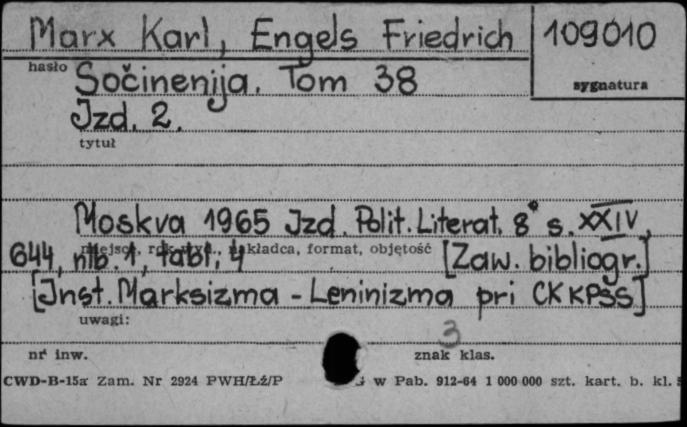 Marx Karl, Engels Friedrich 109010
hasło Sočinenija. Tom 38 sygnatura
Jzd. 2.
tytuł
Moskva 1965 Jzd. Polit. Literat. 8° s. XXIV,
miejsce, rok wyd., nakładca, format, objętość
644, nlb. 1, tabl. 4 [Zaw. bibliogr.]
[Jnst. Marksizma - Leninizma pri CK KPSS]
uwagi:
3
nr inw. znak klas.
CWD-B-15a Zam. Nr 2924 PWH/Łź/P G w Pab. 912-64 1 000 000 szt. kart. b. kl.